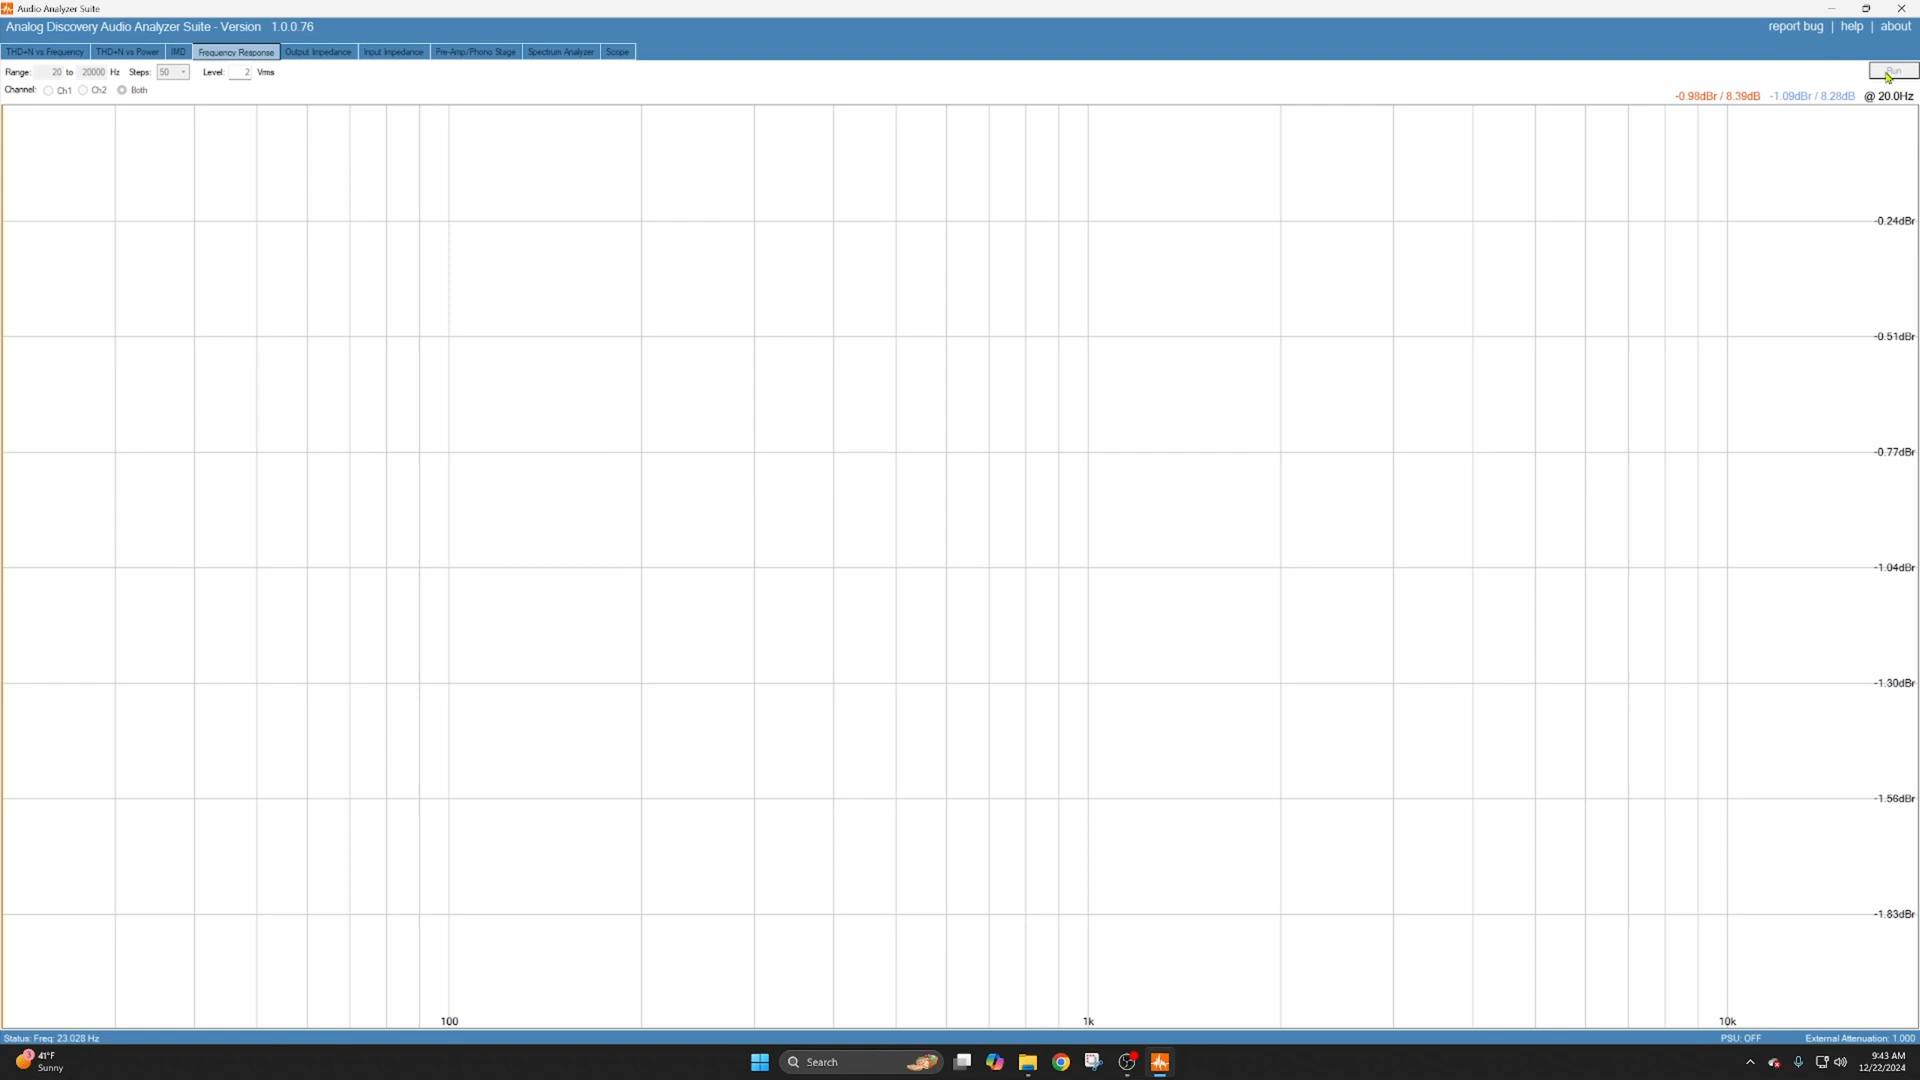 Audio Analyzer Suite
Analog Discovery Audio Analyzer Suite - Version 1.0.0.76
report bug | help | about
THD+N vs Frequency THD+N vs Power IMD Frequency Response Output Impedance Input Impedance Pre-Amp/Phono Stage Spectrum Analyzer Scope
Range: 20 to 20000 Hz Steps: 50 Level: 2 Vrms
Run
Channel: Ch1 Ch2 Both
-0.98dBr / 8.39dB -1.09dBr / 8.28dB @ 20.0Hz
-0.24dBr
-0.51dBr
-0.77dBr
-1.04dBr
-1.30dBr
-1.56dBr
-1.83dBr
100 1k 10k
Status: Freq: 23.028 Hz PSU: OFF External Attenuation: 1.000
41°F
Sunny
Search
9:43 AM
12/22/2024